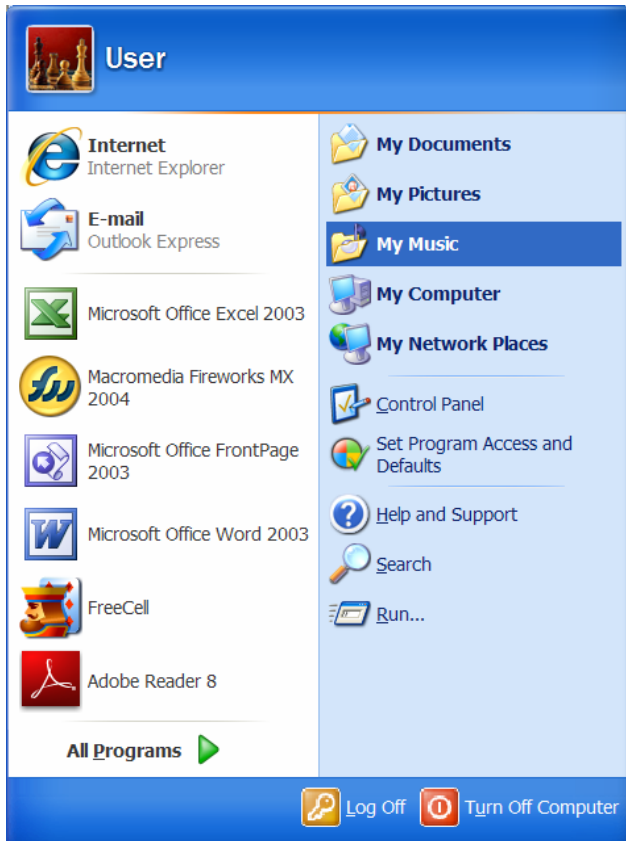 User
Internet
Internet Explorer
E-mail
Outlook Express
Microsoft Office Excel 2003
Macromedia Fireworks MX
2004
Microsoft Office FrontPage
2003
Microsoft Office Word 2003
FreeCell
Adobe Reader 8
All Programs
My Documents
My Pictures
My Music
My Computer
My Network Places
Control Panel
Set Program Access and
Defaults
Help and Support
Search
Run...
Log Off
Turn Off Computer